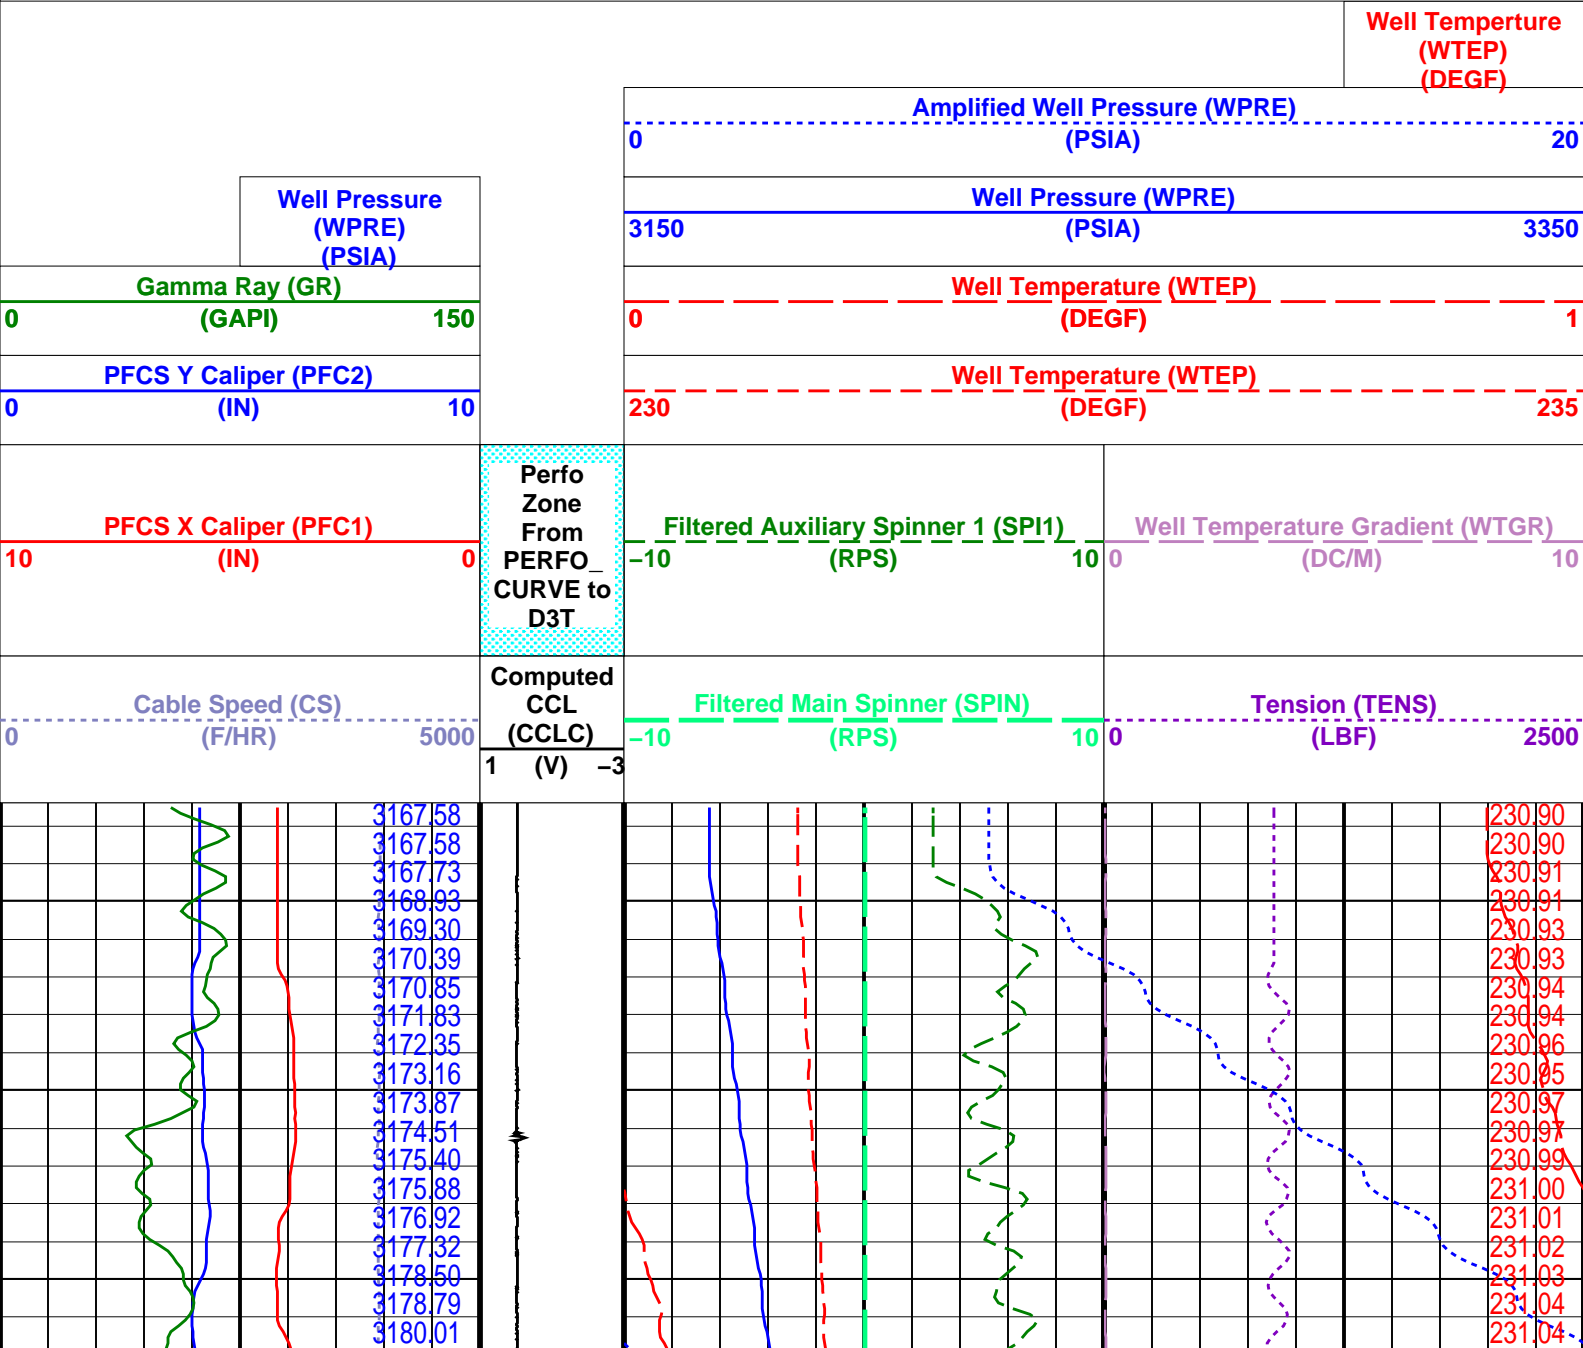 Well Temperture
(WTEP)
(DEGF)
Amplified Well Pressure (WPRE)
0 (PSIA) 20
Well Pressure
(WPRE)
(PSIA)
Well Pressure (WPRE)
3150 (PSIA) 3350
Gamma Ray (GR)
0 (GAPI) 150
Well Temperature (WTEP)
0 (DEGF) 1
PFCS Y Caliper (PFC2)
0 (IN) 10
Well Temperature (WTEP)
230 (DEGF) 235
PFCS X Caliper (PFC1)
10 (IN) 0
Perfo
Zone
From
PERFO_
CURVE to
D3T
Filtered Auxiliary Spinner 1 (SPI1)
−10 (RPS) 10
Well Temperature Gradient (WTGR)
0 (DC/M) 10
Cable Speed (CS)
0 (F/HR) 5000
Computed
CCL
(CCLC)
1 (V) −3
Filtered Main Spinner (SPIN)
−10 (RPS) 10
Tension (TENS)
0 (LBF) 2500
3167.58 230.90
3167.58 230.90
3167.73 230.91
3168.93 230.91
3169.30 230.93
3170.39 230.93
3170.85 230.94
3171.83 230.94
3172.35 230.96
3173.16 230.95
3173.87 230.97
3174.51 230.97
3175.40 230.99
3175.88 231.00
3176.92 231.01
3177.32 231.02
3178.50 231.03
3178.79 231.04
3180.01 231.04